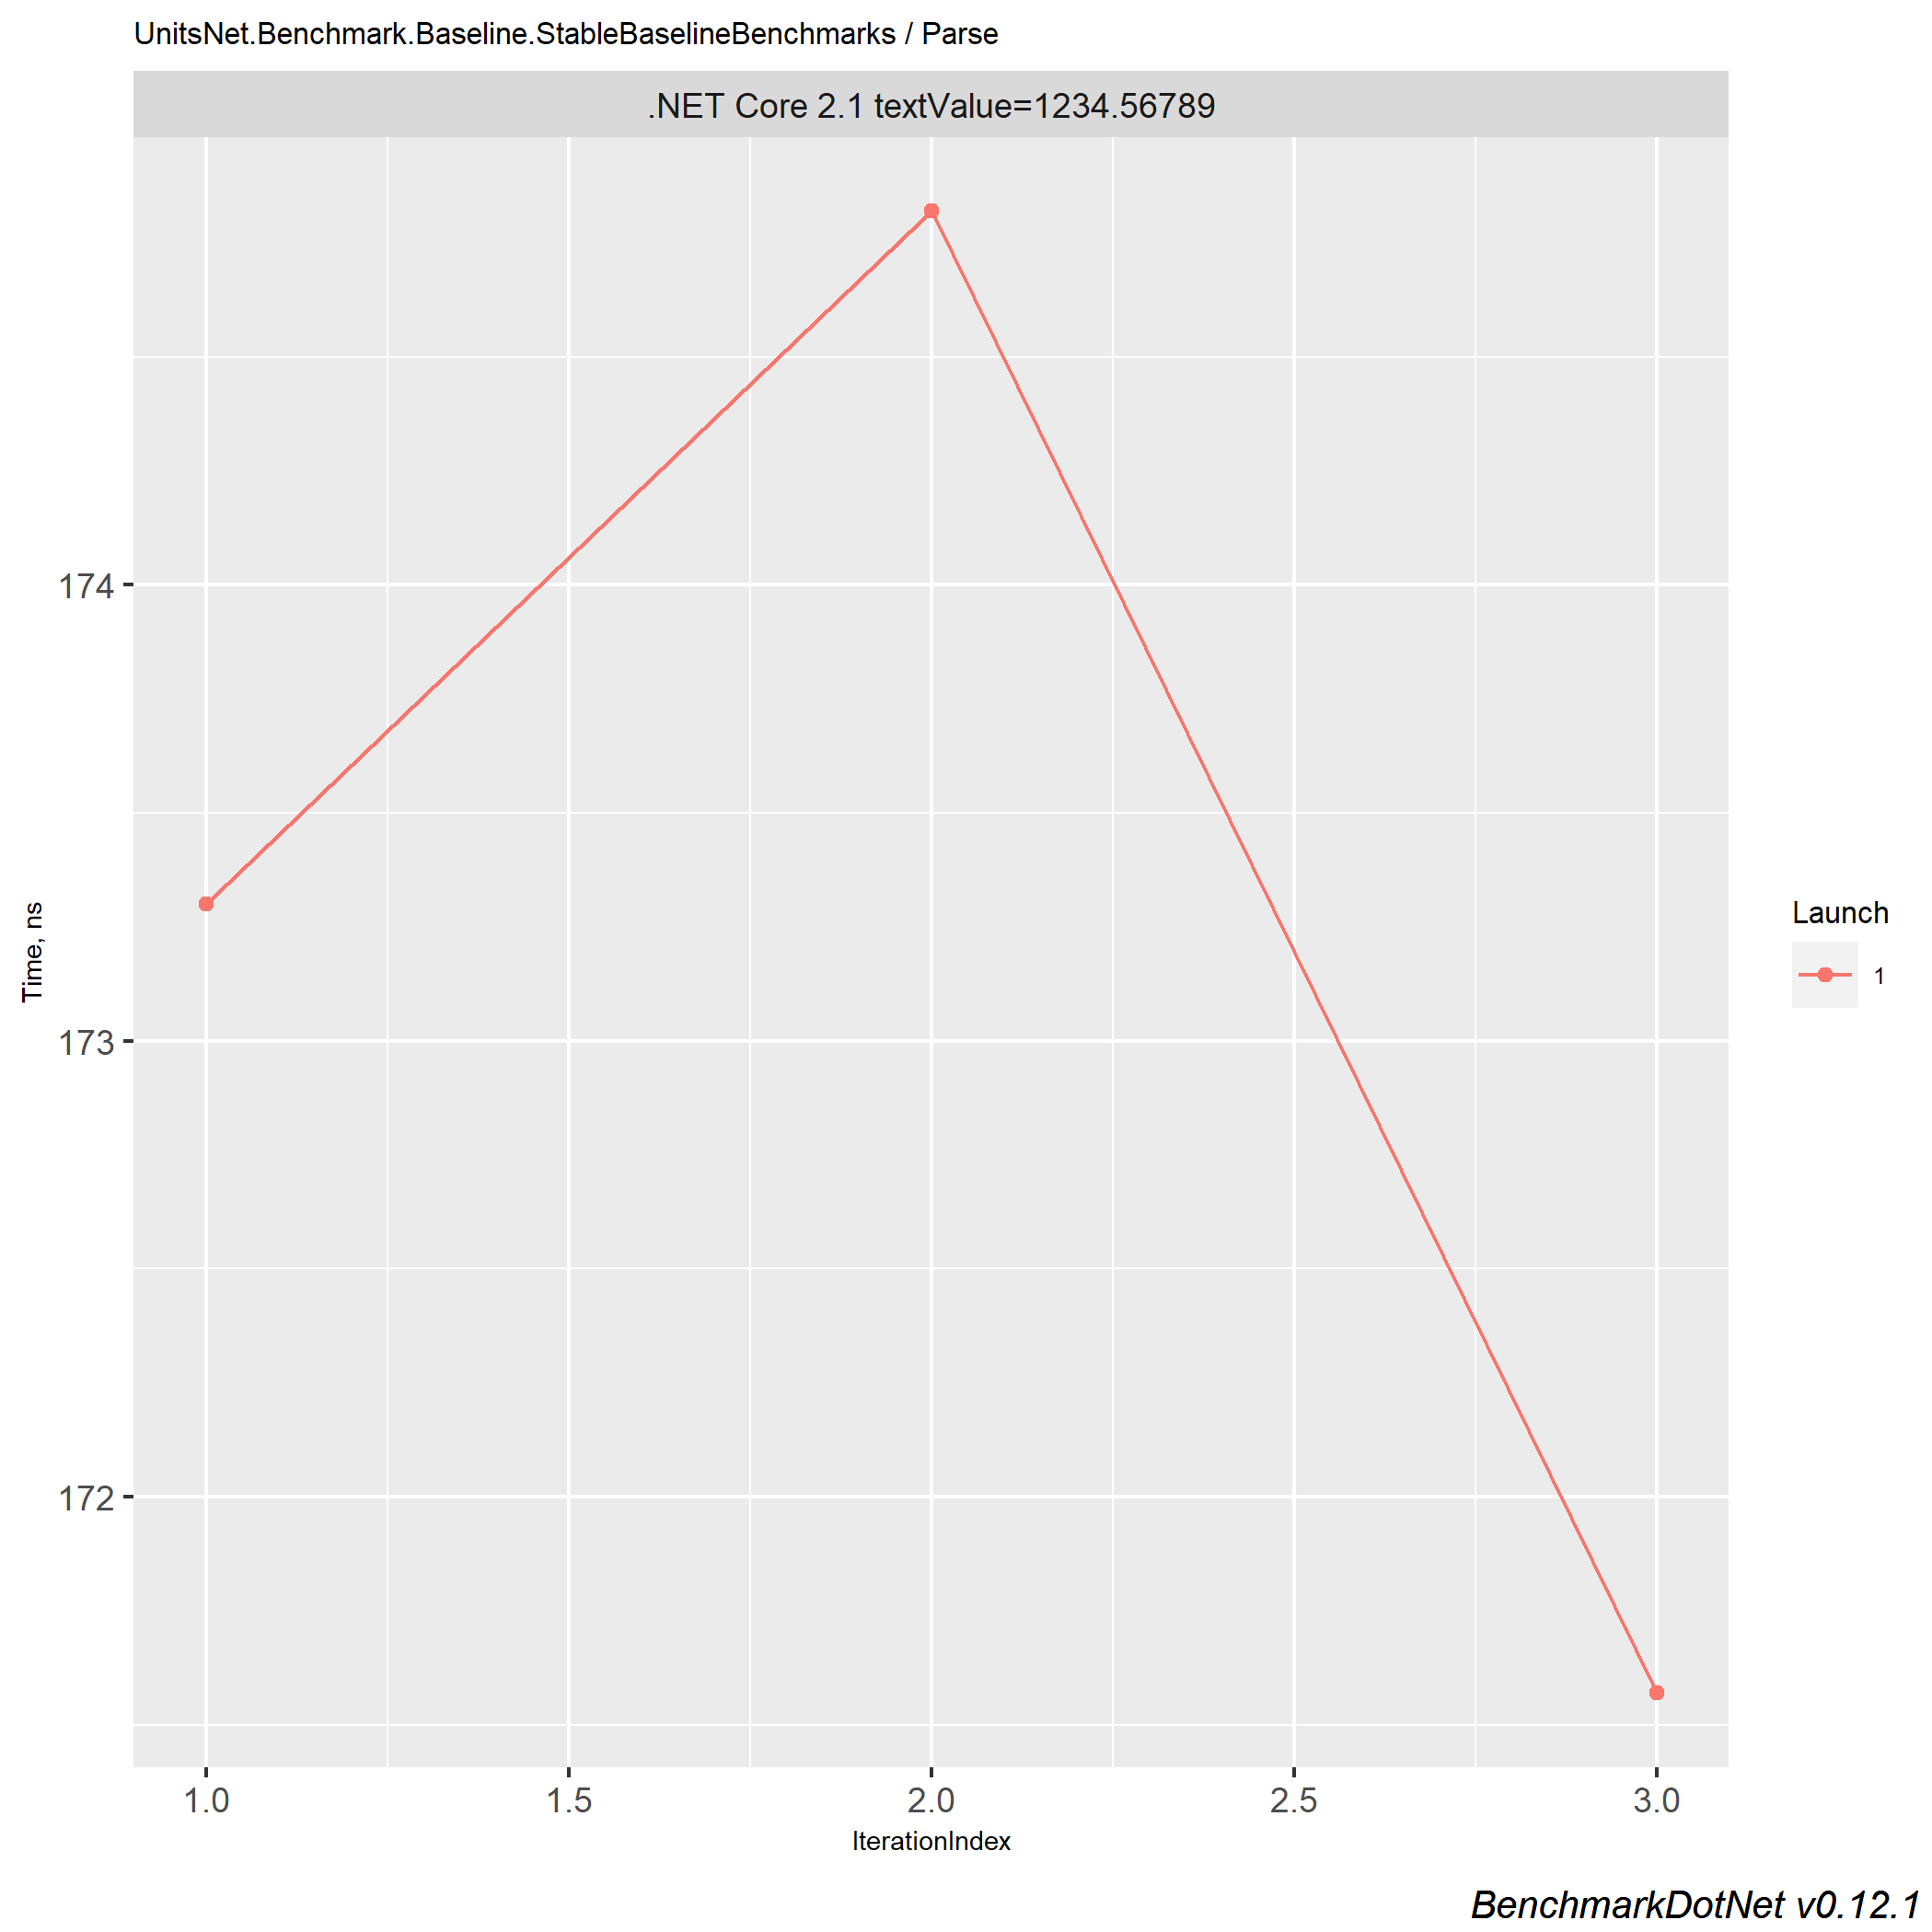 UnitsNet.Benchmark.Baseline.StableBaselineBenchmarks / Parse
.NET Core 2.1 textValue=1234.56789
174
173
172
Time, ns
1.0 1.5 2.0 2.5 3.0
IterationIndex
Launch
1
BenchmarkDotNet v0.12.1